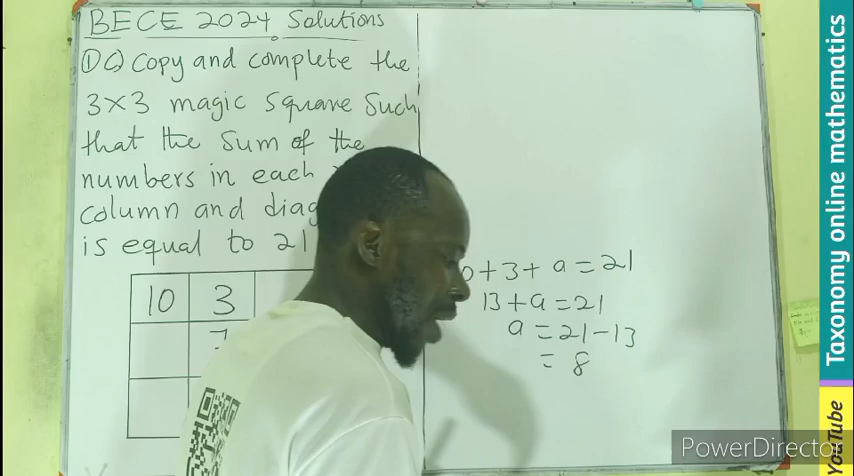 BECE 2024 Solutions
①C) Copy and complete the
3×3 magic square such
that the sum of the
numbers in each
column and diag
is equal to 21
10 3
7
0+3+a=21
13+a=21
a=21-13
= 8
Taxonomy online mathematics
YouTube
PowerDirector